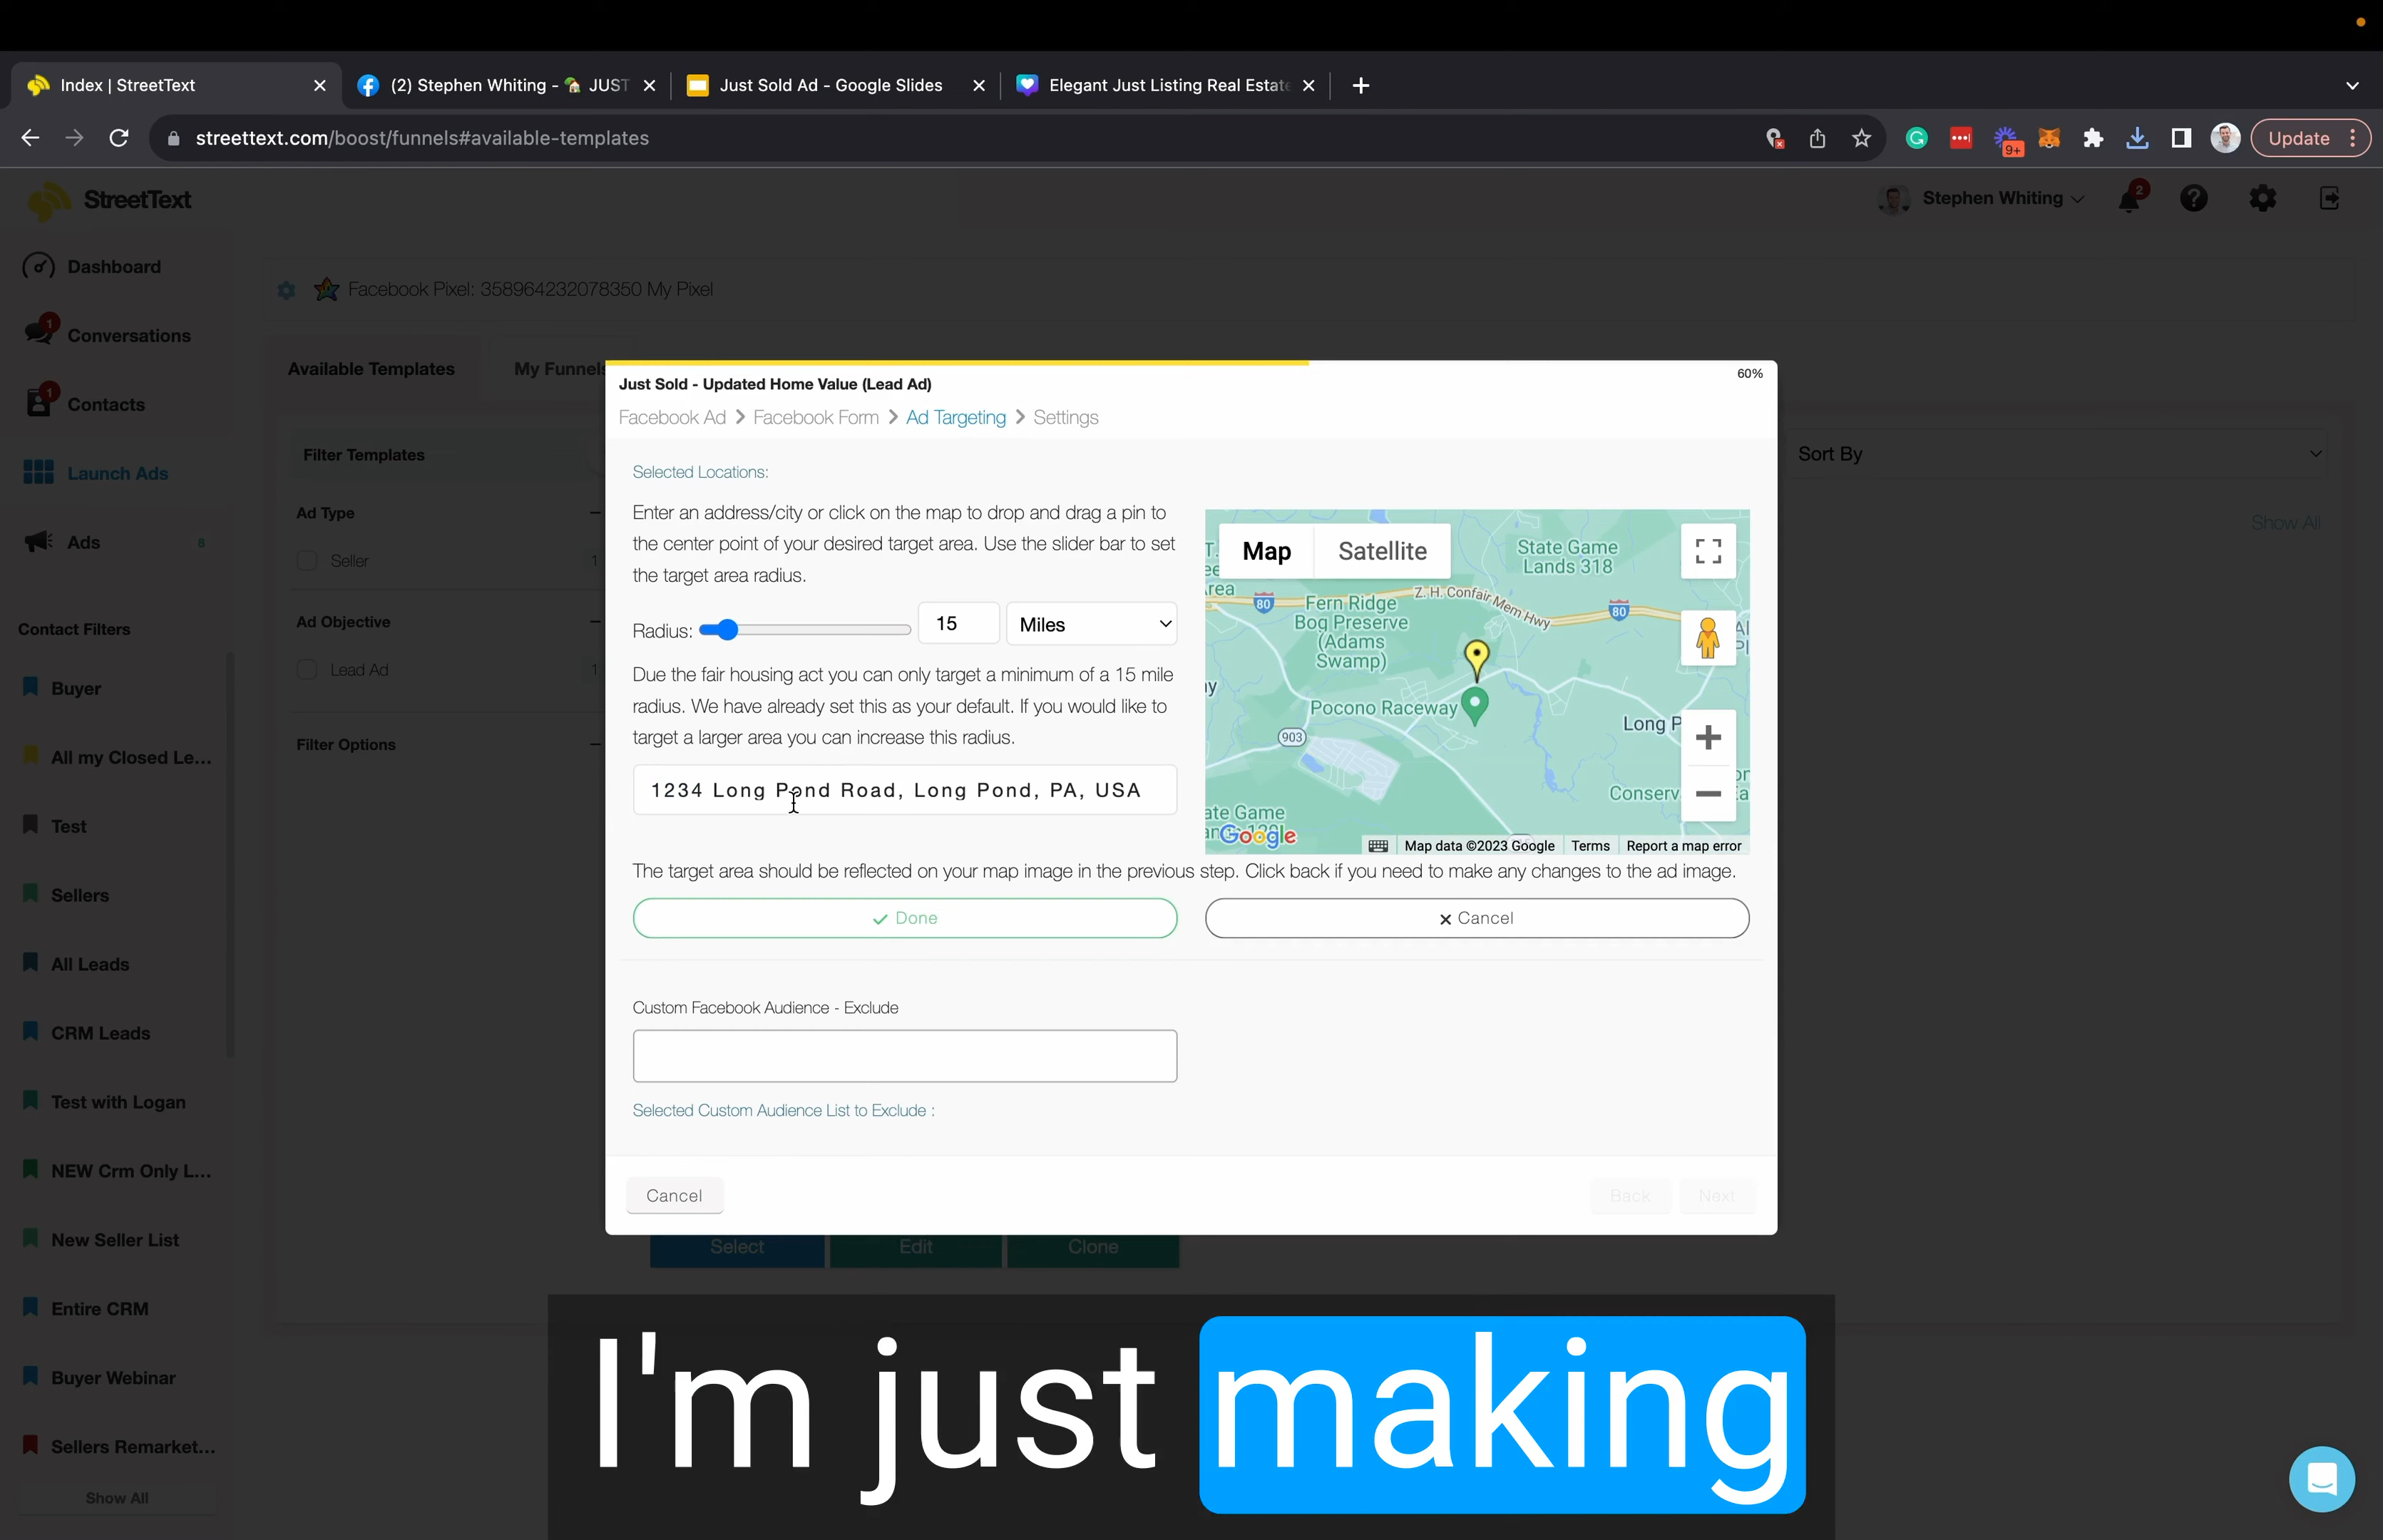 Index | StreetText
(2) Stephen Whiting - 🏡 JUST
Just Sold Ad - Google Slides
Elegant Just Listing Real Estate
streettext.com/boost/funnels#available-templates
9+
Update
StreetText
Stephen Whiting
2
Dashboard
1
Conversations
1
Contacts
Launch Ads
Ads 8
Contact Filters
Buyer
All my Closed Le...
Test
Sellers
All Leads
CRM Leads
Test with Logan
NEW Crm Only L...
New Seller List
Entire CRM
Buyer Webinar
Sellers Remarket...
Show All
Facebook Pixel: 358964232078350 My Pixel
Available Templates
My Funnels
Filter Templates
Ad Type
Seller 1
Ad Objective
Lead Ad 1
Filter Options
Sort By
Show All
Just Sold - Updated Home Value (Lead Ad)
60%
Facebook Ad > Facebook Form > Ad Targeting > Settings
Selected Locations:
Enter an address/city or click on the map to drop and drag a pin to
the center point of your desired target area. Use the slider bar to set
the target area radius.
Radius: 15 Miles
Due the fair housing act you can only target a minimum of a 15 mile
radius. We have already set this as your default. If you would like to
target a larger area you can increase this radius.
1234 Long Pond Road, Long Pond, PA, USA
Map Satellite
State Game
Lands 318
80
Fern Ridge
Bog Preserve
(Adams
Swamp)
Z. H. Confair Mem Hwy
80
Pocono Raceway
903
Long P
Conserv
ate Game
Google
Map data ©2023 Google
Terms
Report a map error
The target area should be reflected on your map image in the previous step. Click back if you need to make any changes to the ad image.
Done
Cancel
Custom Facebook Audience - Exclude
Selected Custom Audience List to Exclude :
Cancel
Back
Next
Select
Edit
Clone
I'm just making